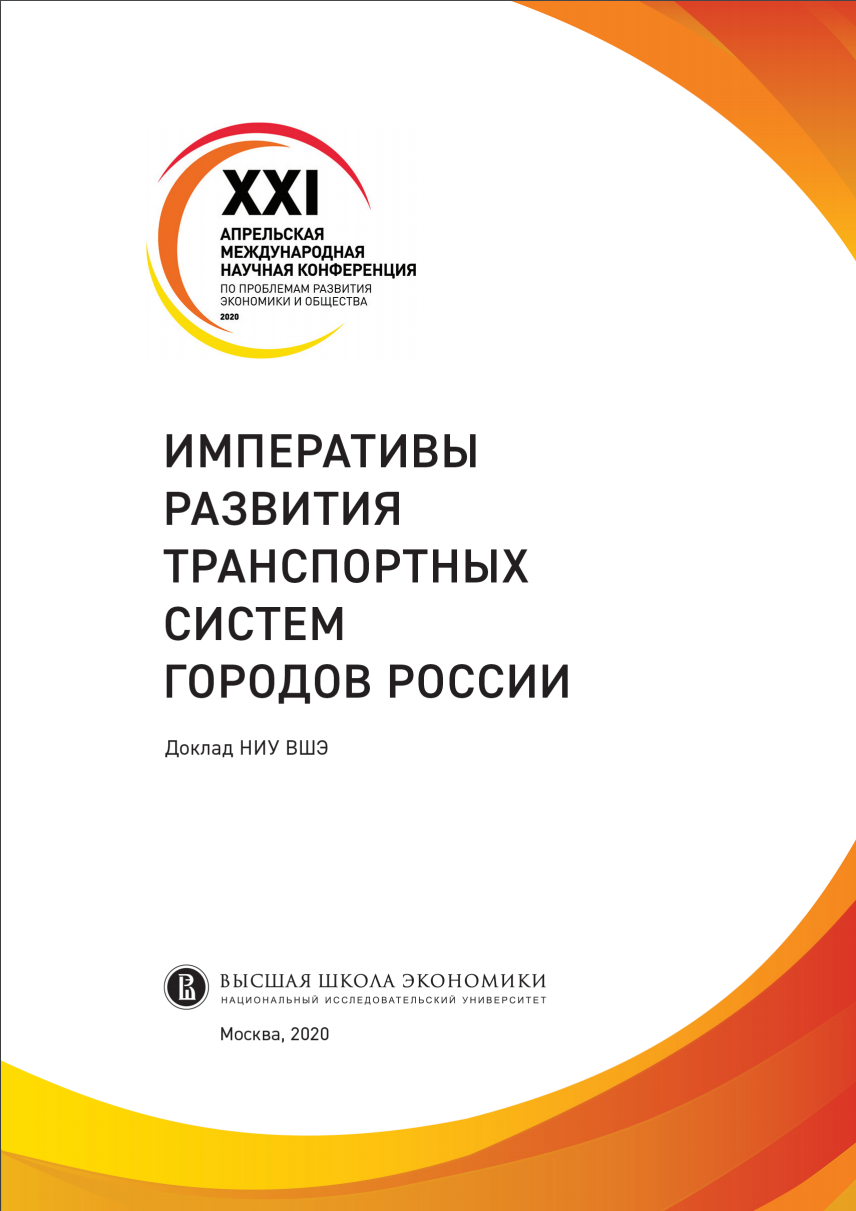 XXI
АПРЕЛЬСКАЯ
МЕЖДУНАРОДНАЯ
НАУЧНАЯ КОНФЕРЕНЦИЯ
ПО ПРОБЛЕМАМ РАЗВИТИЯ
ЭКОНОМИКИ И ОБЩЕСТВА
2020
ИМПЕРАТИВЫ
РАЗВИТИЯ
ТРАНСПОРТНЫХ
СИСТЕМ
ГОРОДОВ РОССИИ
Доклад НИУ ВШЭ
ВЫСШАЯ ШКОЛА ЭКОНОМИКИ
НАЦИОНАЛЬНЫЙ ИССЛЕДОВАТЕЛЬСКИЙ УНИВЕРСИТЕТ
Москва, 2020